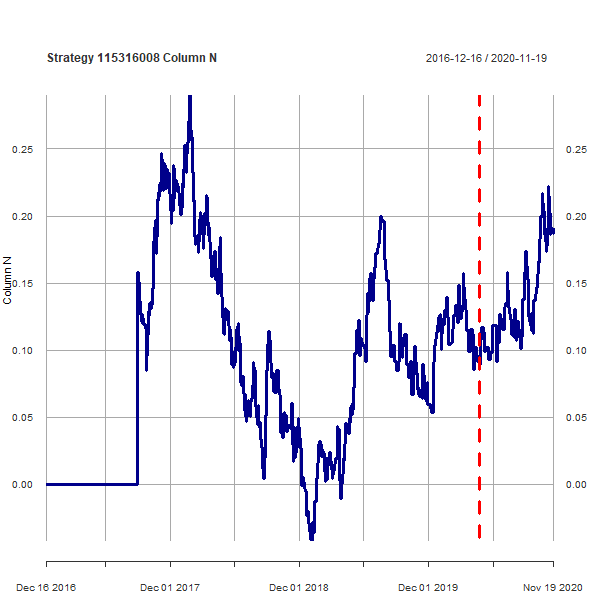 Strategy 115316008 Column N
2016-12-16 / 2020-11-19
0.25
0.25
0.20
0.20
0.15
0.15
0.10
0.10
0.05
0.05
0.00
0.00
Column N
Dec 16 2016
Dec 01 2017
Dec 01 2018
Dec 01 2019
Nov 19 2020